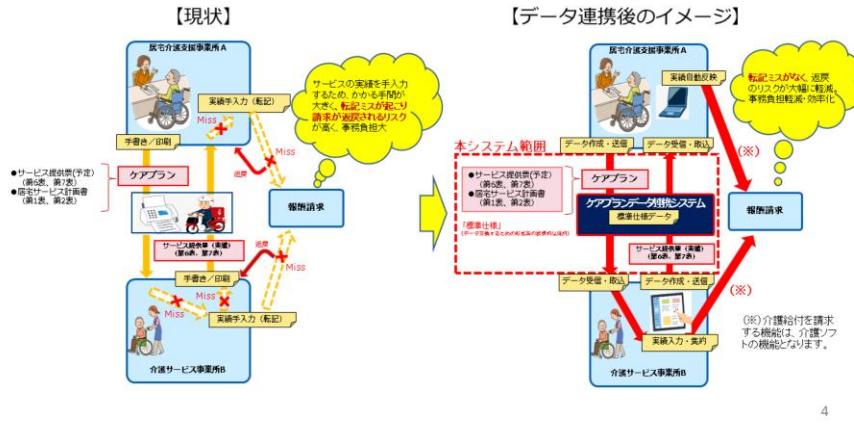 【現状】
居宅介護支援事業所A
サービスの実績を手入力
するため、かかる手間が
大きく、転記ミスが起こり
請求が返戻されるリスク
が高く、事務負担大
実績手入力（転記）
Miss
手書き／印刷
Miss
返戻
●サービス提供票(予定)
（第6表、第7表）
●居宅サービス計画書
（第1表、第2表）
ケアプラン
報酬請求
サービス提供票（実績）
（第6表、第7表）
返戻
Miss
手書き／印刷
Miss
Miss
実績手入力（転記）
介護サービス事業所B
【データ連携後のイメージ】
居宅介護支援事業所A
実績自動反映
転記ミスがなく、返戻
のリスクが大幅に軽減。
事務負担軽減・効率化
本システム範囲
データ作成・送信
データ受信・取込
（※）
●サービス提供票(予定)
（第6表、第7表）
●居宅サービス計画書
（第1表、第2表）
ケアプラン
ケアプランデータ連携システム
標準仕様データ
報酬請求
「標準仕様」
サービス提供票（実績）
（第6表、第7表）
データ受信・取込
データ作成・送信
（※）
実績入力・集約
介護サービス事業所B
（※）介護給付を請求
する機能は、介護ソフ
トの機能となります。
4